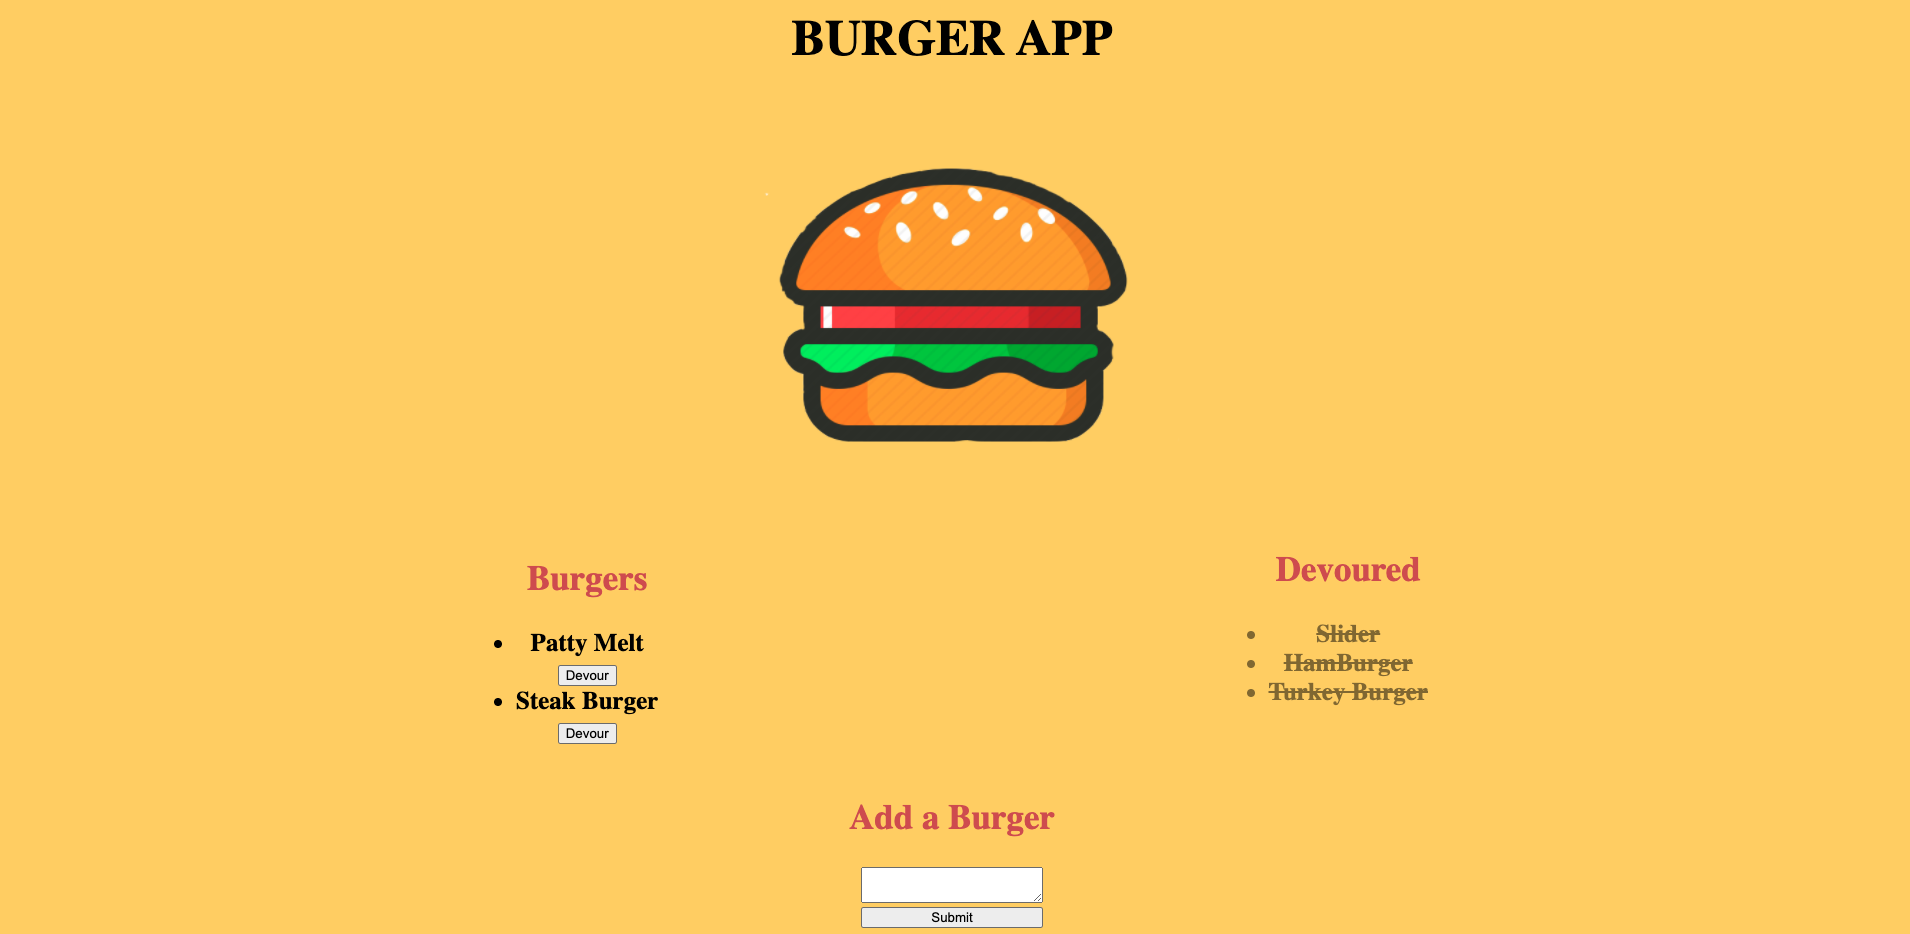 BURGER APP
Burgers
Patty Melt
Devour
Steak Burger
Devour
Devoured
Slider
HamBurger
Turkey Burger
Add a Burger
Submit